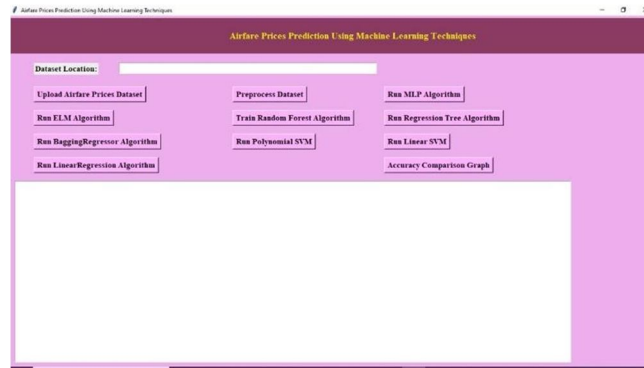 Airfare Prices Prediction Using Machine Learning Techniques
Airfare Prices Prediction Using Machine Learning Techniques
Dataset Location:
Upload Airfare Prices Dataset Preprocess Dataset Run MLP Algorithm
Run ELM Algorithm Train Random Forest Algorithm Run Regression Tree Algorithm
Run BaggingRegressor Algorithm Run Polynomial SVM Run Linear SVM
Run LinearRegression Algorithm Accuracy Comparison Graph